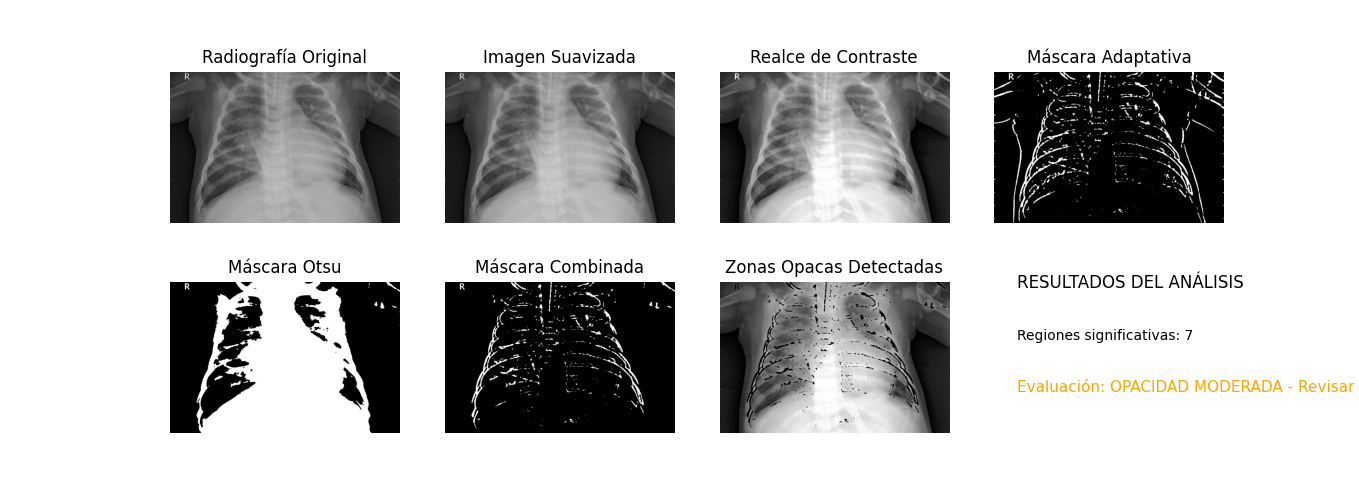 Radiografía Original
Imagen Suavizada
Realce de Contraste
Máscara Adaptativa
R
R
R
R
Máscara Otsu
Máscara Combinada
Zonas Opacas Detectadas
R
R
R
RESULTADOS DEL ANÁLISIS
Regiones significativas: 7
Evaluación: OPACIDAD MODERADA - Revisar